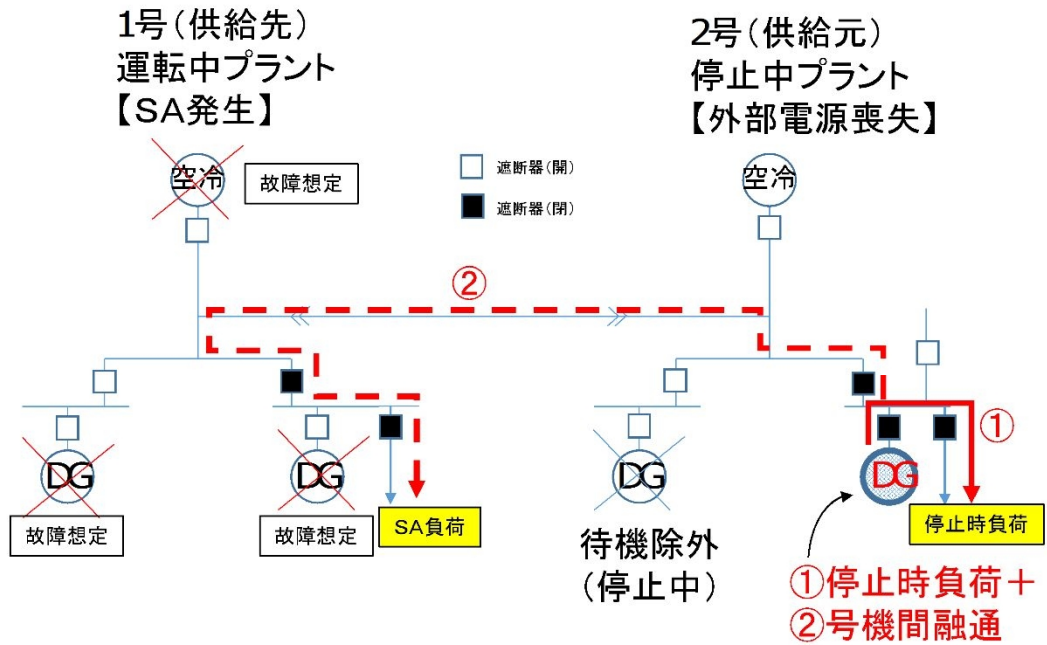 1号(供給先)
運転中プラント
【SA発生】
2号(供給元)
停止中プラント
【外部電源喪失】
空冷
故障想定
遮断器(開)
遮断器(閉)
空冷
②
DG
故障想定
DG
故障想定
SA負荷
DG
待機除外
(停止中)
DG
①
停止時負荷
①停止時負荷+
②号機間融通